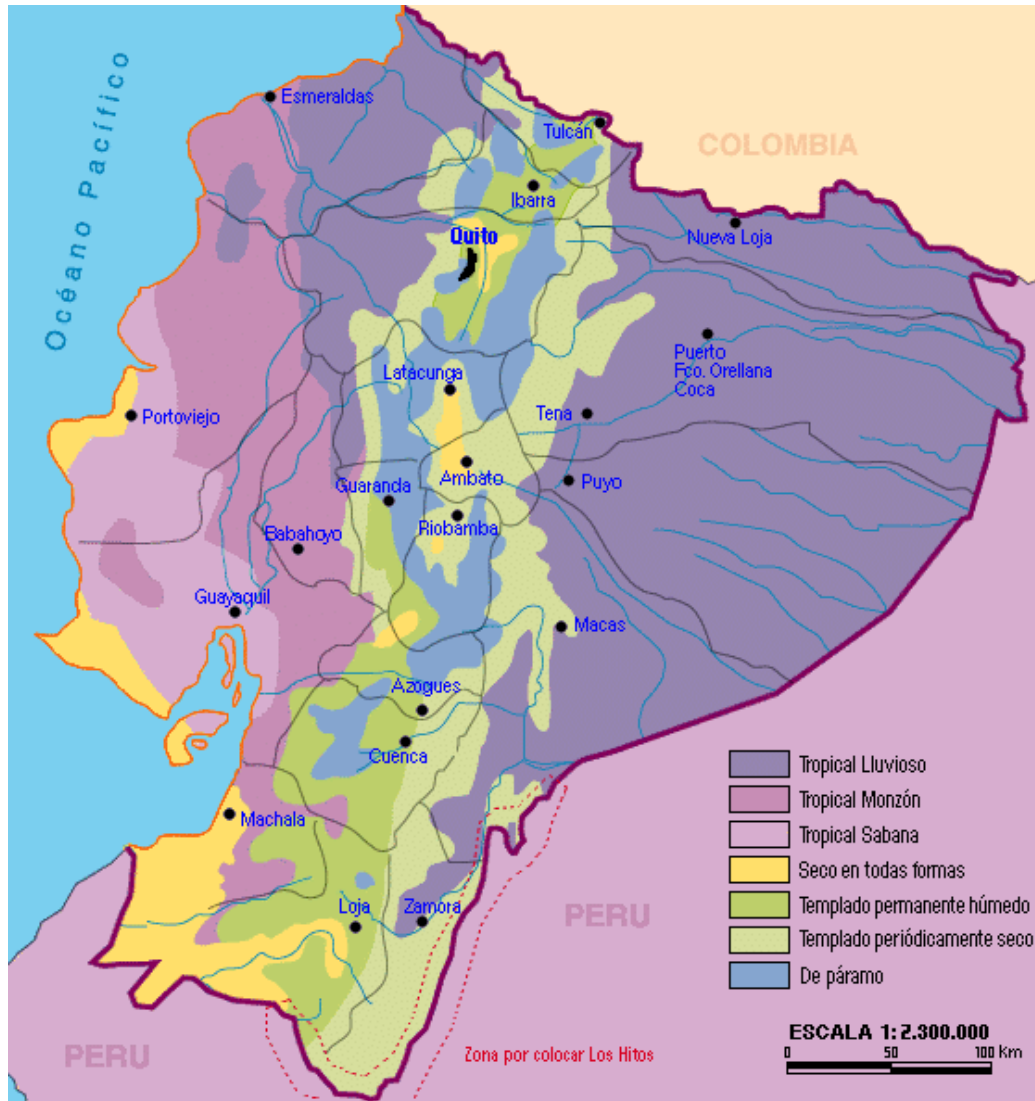 Océano Pacífico
Esmeraldas
Tulcán
COLOMBIA
Ibarra
Quito
Nueva Loja
Puerto
Fco. Orellana
Coca
Latacunga
Portoviejo
Tena
Ambato
Puyo
Guaranda
Riobamba
Babahoyo
Guayaquil
Macas
Azogues
Cuenca
Machala
Loja
Zamora
PERU
Tropical Lluvioso
Tropical Monzón
Tropical Sabana
Seco en todas formas
Templado permanente húmedo
Templado periódicamente seco
De páramo
PERU
Zona por colocar Los Hitos
ESCALA 1:2.300.000
0 50 100 Km